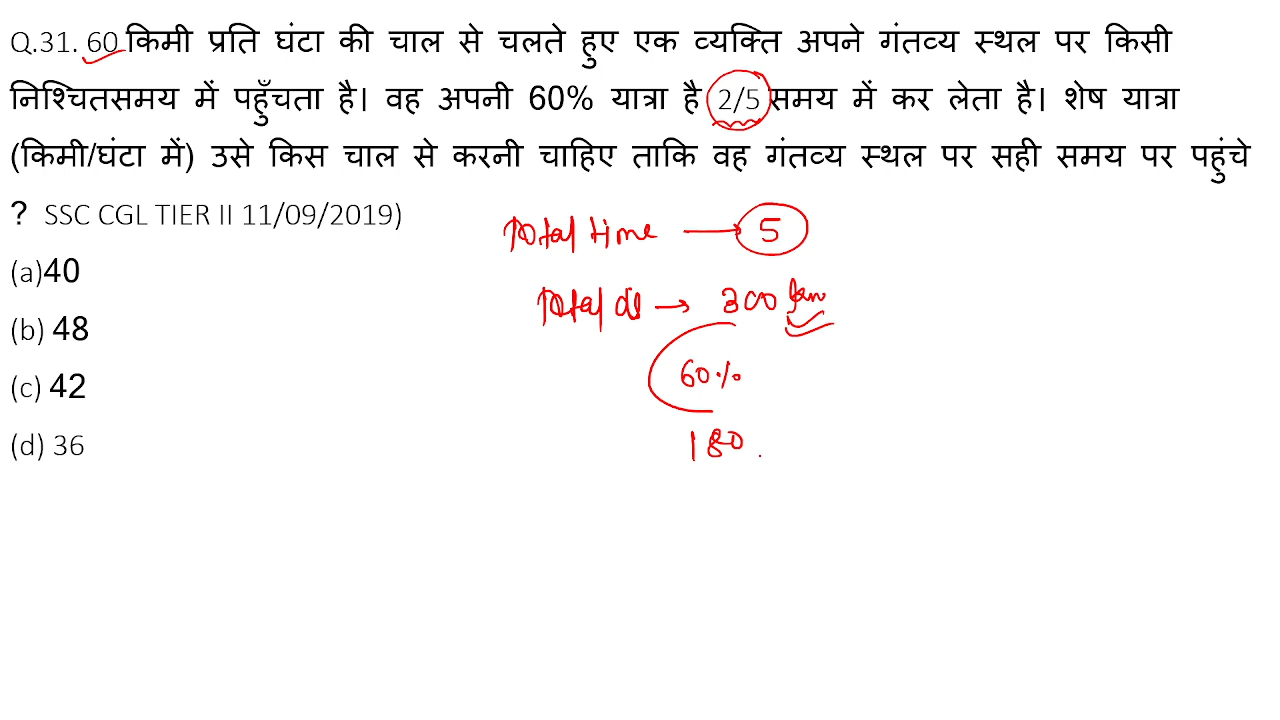 Q.31. 60 किमी प्रति घंटा की चाल से चलते हुए एक व्यक्ति अपने गंतव्य स्थल पर किसी
निश्चितसमय में पहुँचता है। वह अपनी 60% यात्रा है 2/5 समय में कर लेता है। शेष यात्रा
(किमी/घंटा में) उसे किस चाल से करनी चाहिए ताकि वह गंतव्य स्थल पर सही समय पर पहुंचे
? SSC CGL TIER II 11/09/2019)
Total time → 5
(a)40
Total dis → 300 km
(b) 48
60%
(c) 42
180.
(d) 36